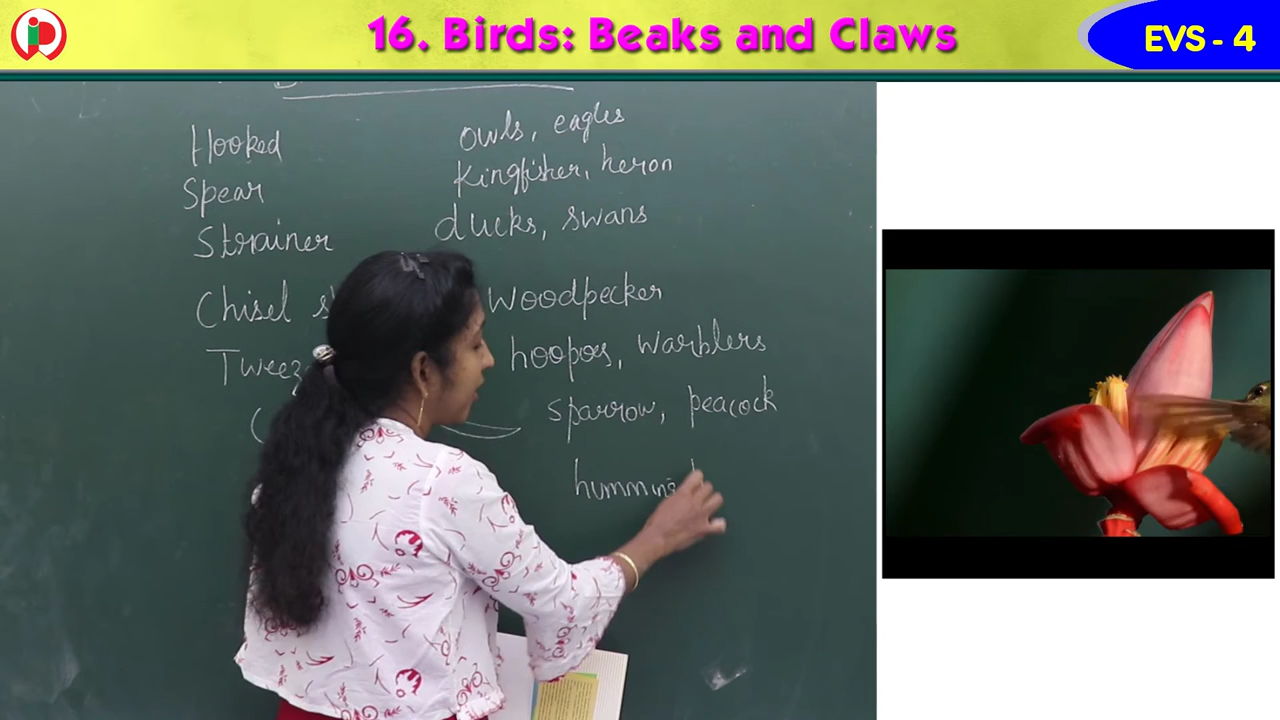 16. Birds: Beaks and Claws
EVS - 4
Hooked owls, eagles
Spear Kingfisher, heron
Strainer ducks, swans
Chisel Woodpecker
hoopoes, warblers
sparrow, peacock
humming